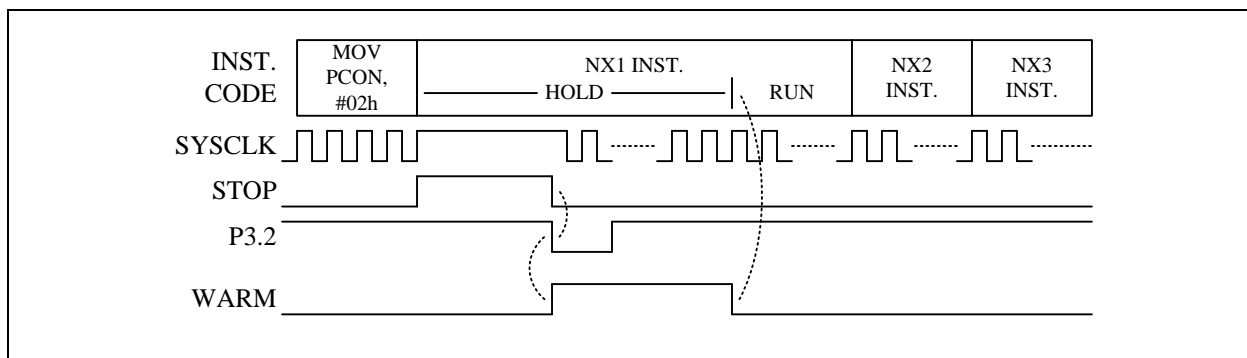 INST.
CODE
MOV
PCON,
#02h
NX1 INST.
HOLD
RUN
NX2
INST.
NX3
INST.
SYSCLK
STOP
P3.2
WARM